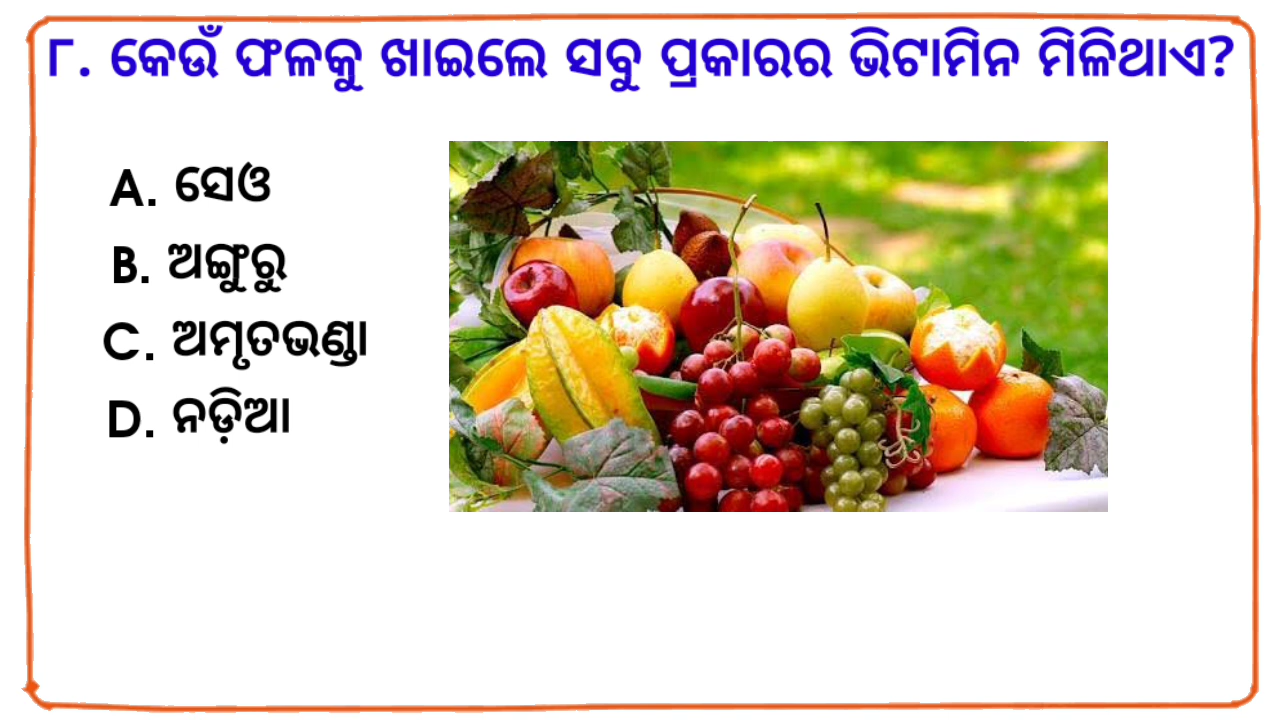 ୮. କେଉଁ ଫଳକୁ ଖାଇଲେ ସବୁ ପ୍ରକାରର ଭିଟାମିନ ମିଳିଥାଏ?
A. ସେଓ
B. ଅଙ୍ଗୁରୁ
C. ଅମୃତଭଣ୍ଡା
D. ନଡ଼ିଆ